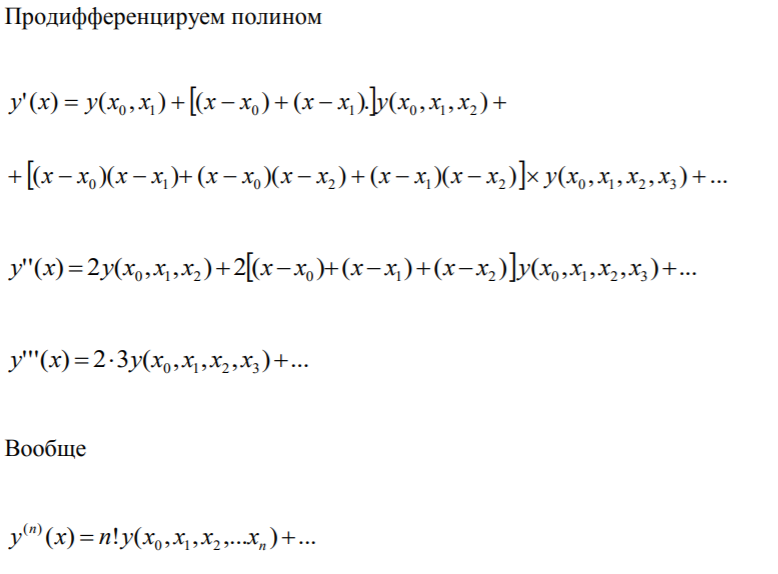 Продифференцируем полином
y'(x) = y(x₀,x₁) + [(x − x₀) + (x − x₁).]y(x₀,x₁,x₂) +
+ [(x − x₀)(x − x₁) + (x − x₀)(x − x₂) + (x − x₁)(x − x₂)] × y(x₀,x₁,x₂,x₃) + ...
y''(x) = 2y(x₀,x₁,x₂) + 2[(x − x₀) + (x − x₁) + (x − x₂)]y(x₀,x₁,x₂,x₃) + ...
y'''(x) = 2·3y(x₀,x₁,x₂,x₃) + ...
Вообще
y⁽ⁿ⁾(x) = n!y(x₀,x₁,x₂,...xₙ) + ...